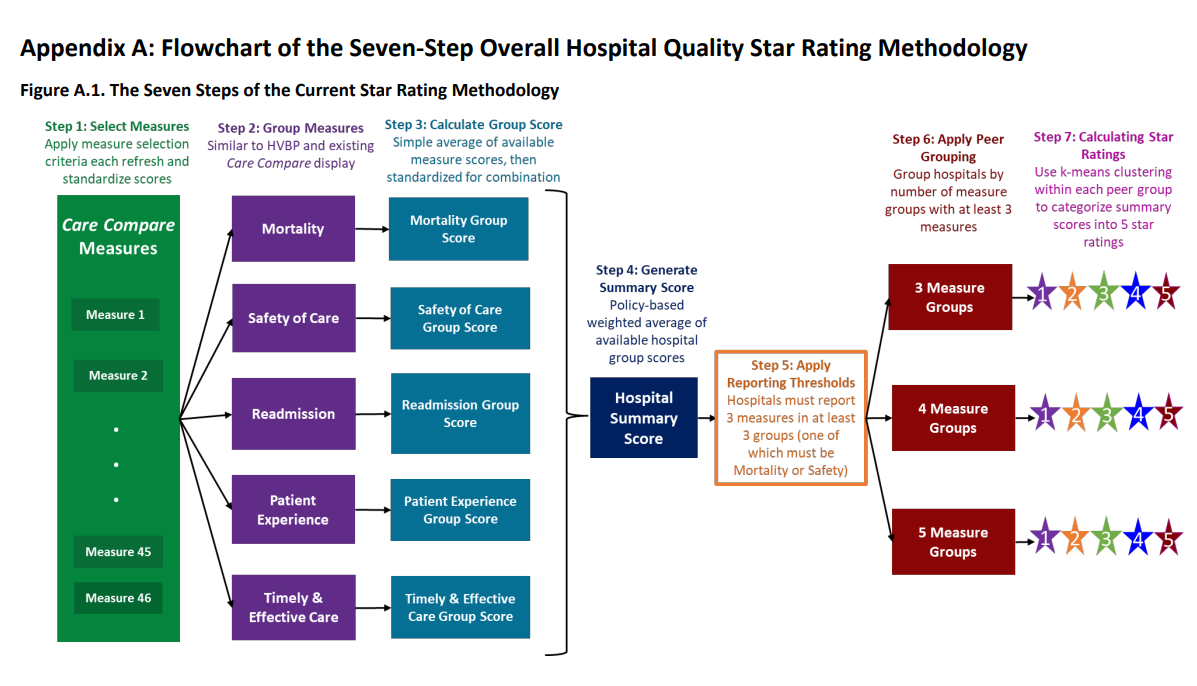 Appendix A: Flowchart of the Seven-Step Overall Hospital Quality Star Rating Methodology
Figure A.1. The Seven Steps of the Current Star Rating Methodology
Step 1: Select Measures
Apply measure selection
criteria each refresh and
standardize scores
Care Compare
Measures
Measure 1
Measure 2
Measure 45
Measure 46
Step 2: Group Measures
Similar to HVBP and existing
Care Compare display
Mortality
Safety of Care
Readmission
Patient
Experience
Timely &
Effective Care
Step 3: Calculate Group Score
Simple average of available
measure scores, then
standardized for combination
Mortality Group
Score
Safety of Care
Group Score
Readmission Group
Score
Patient Experience
Group Score
Timely & Effective
Care Group Score
Step 4: Generate
Summary Score
Policy-based
weighted average of
available hospital
group scores
Hospital
Summary
Score
Step 5: Apply
Reporting Thresholds
Hospitals must report
3 measures in at least
3 groups (one of
which must be
Mortality or Safety)
Step 6: Apply Peer
Grouping
Group hospitals by
number of measure
groups with at least 3
measures
3 Measure
Groups
4 Measure
Groups
5 Measure
Groups
Step 7: Calculating Star
Ratings
Use k-means clustering
within each peer group
to categorize summary
scores into 5 star
ratings
1 2 3 4 5
1 2 3 4 5
1 2 3 4 5